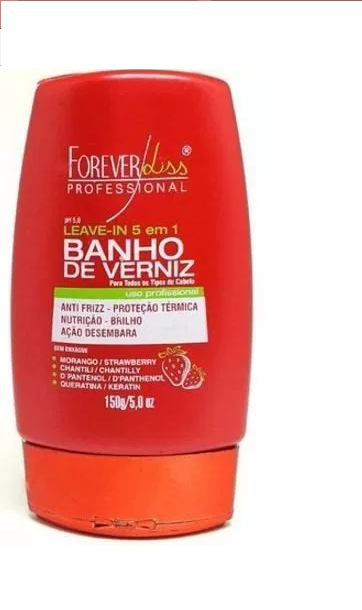 FOREVER liss
PROFESSIONAL
pH 5,0
LEAVE-IN 5 em 1
BANHO
DE VERNIZ
Para Todos os Tipos de Cabelo
uso profissional
ANTI FRIZZ - PROTEÇÃO TÉRMICA
NUTRIÇÃO - BRILHO
AÇÃO DESEMBARA
SEM ENXÁGUE
MORANGO / STRAWBERRY
CHANTILI / CHANTILLY
D'PANTENOL / D'PANTHENOL
QUERATINA / KERATIN
150g/5,0 oz